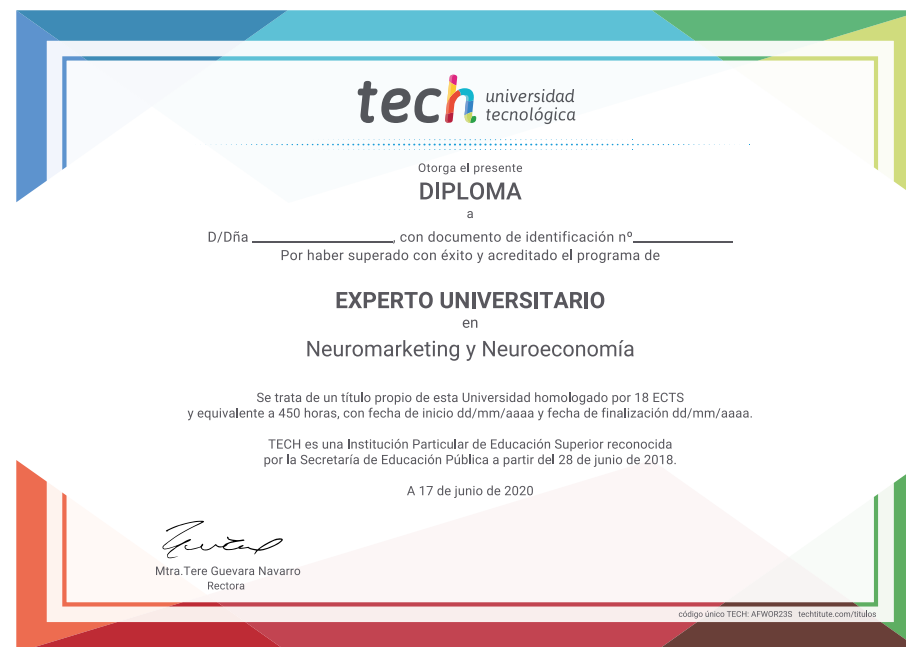 tech universidad
tecnológica
Otorga el presente
DIPLOMA
a
D/Dña ____________________, con documento de identificación nº______________
Por haber superado con éxito y acreditado el programa de
EXPERTO UNIVERSITARIO
en
Neuromarketing y Neuroeconomía
Se trata de un título propio de esta Universidad homologado por 18 ECTS
y equivalente a 450 horas, con fecha de inicio dd/mm/aaaa y fecha de finalización dd/mm/aaaa.
TECH es una Institución Particular de Educación Superior reconocida
por la Secretaría de Educación Pública a partir del 28 de junio de 2018.
A 17 de junio de 2020
Mtra.Tere Guevara Navarro
Rectora
código único TECH: AFWOR23S techtitute.com/titulos